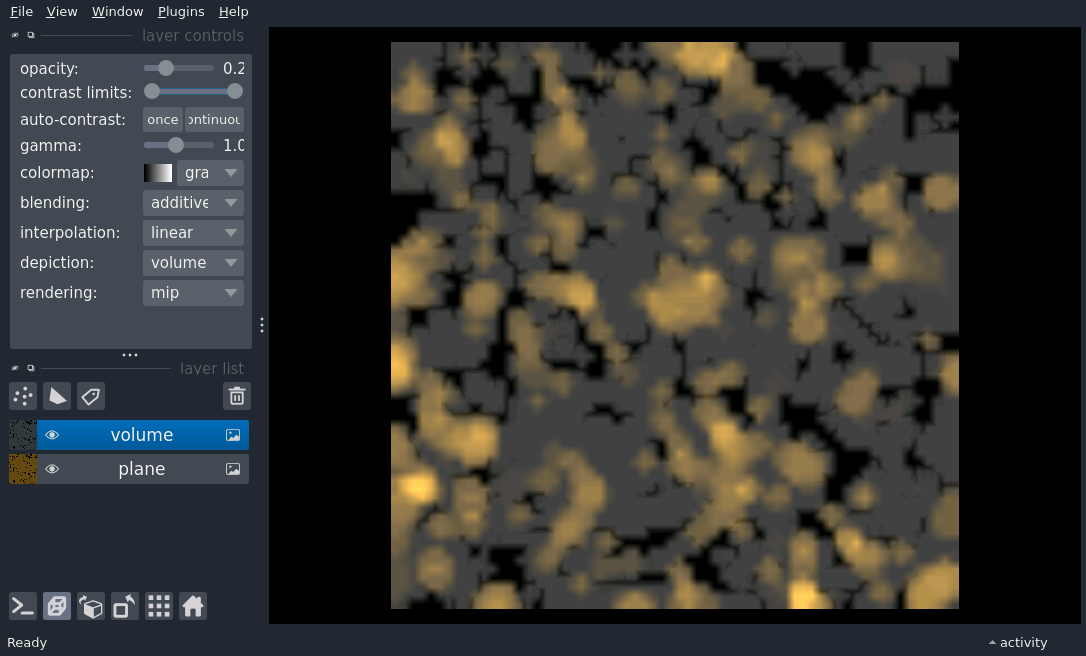 File View Window Plugins Help
layer controls
opacity: 0.2
contrast limits:
auto-contrast: once ontinuou
gamma: 1.0
colormap: gra
blending: additive
interpolation: linear
depiction: volume
rendering: mip
layer list
volume
plane
Ready activity